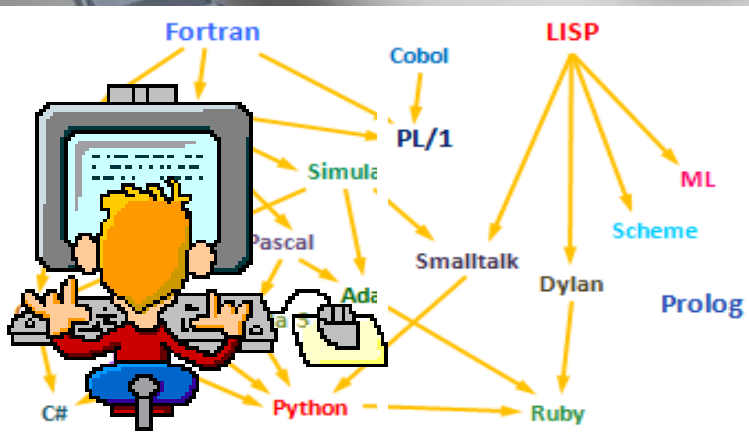 Fortran
LISP
Cobol
PL/1
Simula
ML
Scheme
Pascal
Smalltalk
Dylan
Ada
Prolog
C#
Python
Ruby